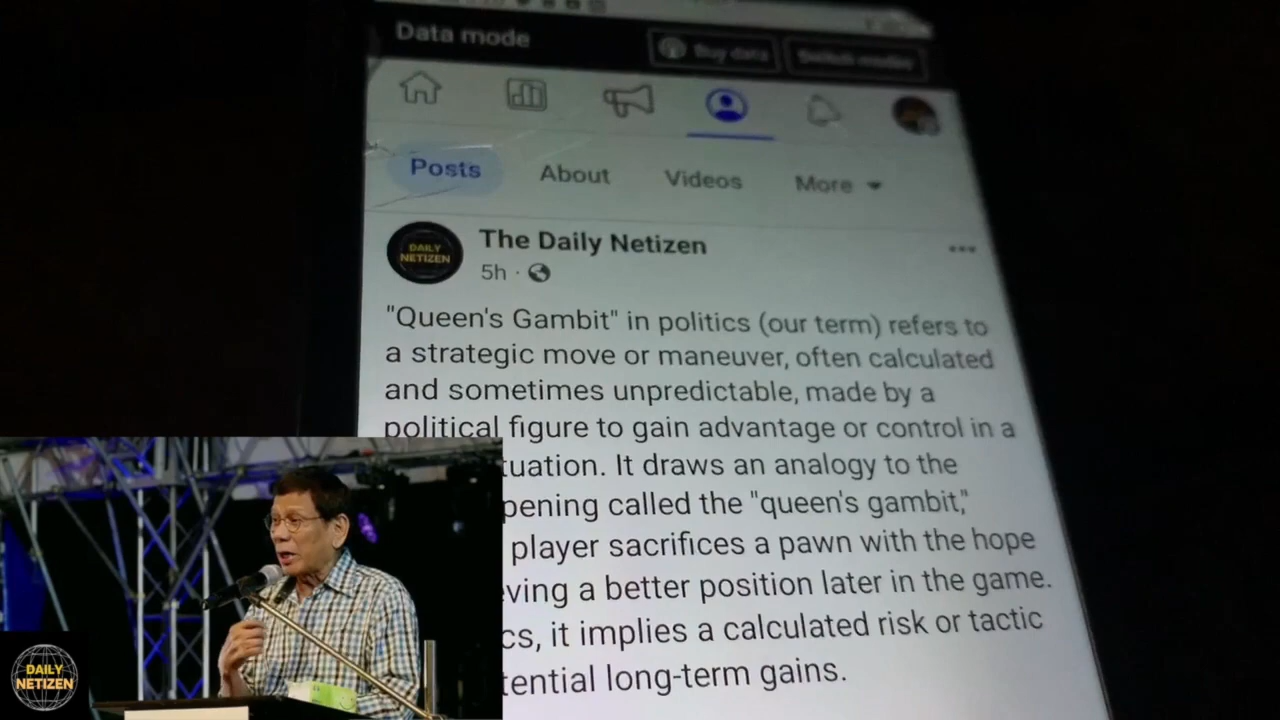 Data mode
Buy data
Switch modes
Posts
About
Videos
More
DAILY
NETIZEN
The Daily Netizen
5h ·
"Queen's Gambit" in politics (our term) refers to
a strategic move or maneuver, often calculated
and sometimes unpredictable, made by a
political figure to gain advantage or control in a
tuation. It draws an analogy to the
pening called the "queen's gambit,"
player sacrifices a pawn with the hope
ving a better position later in the game.
cs, it implies a calculated risk or tactic
tential long-term gains.
DAILY
NETIZEN